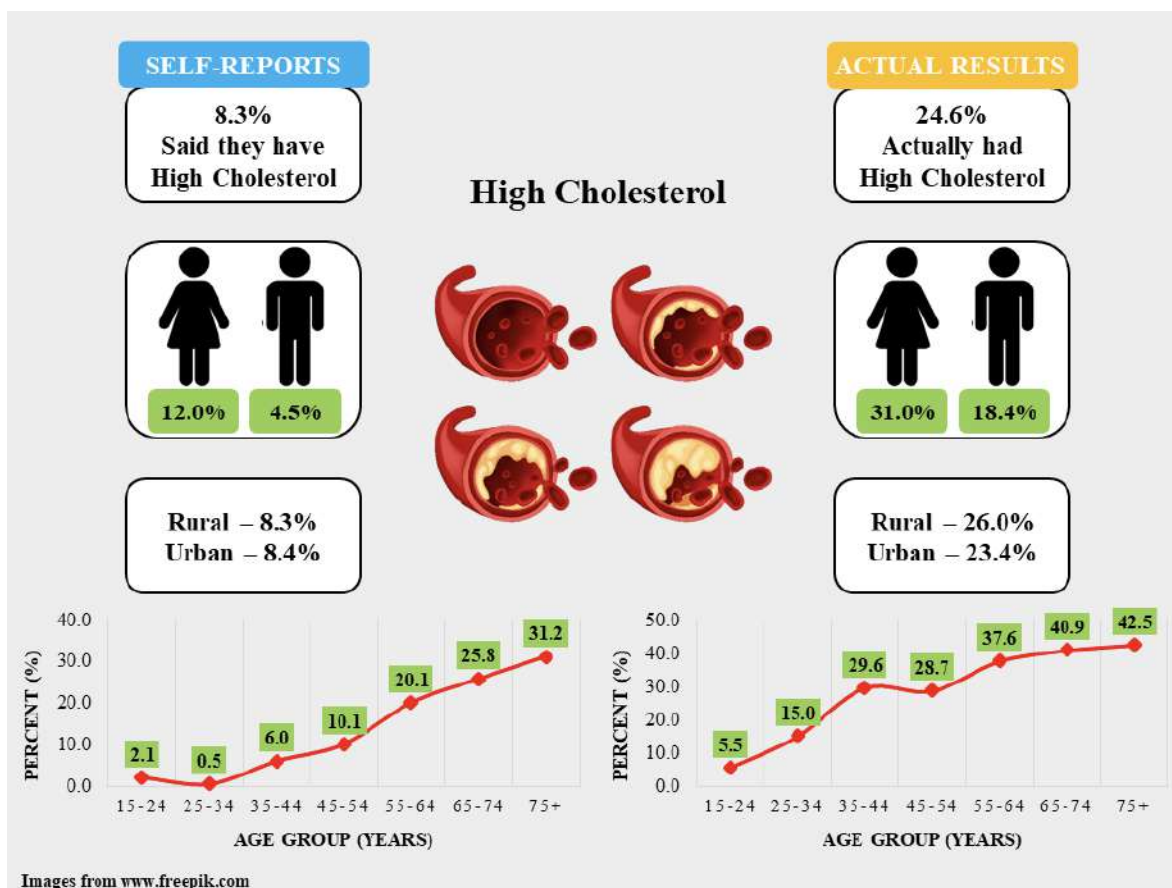 SELF-REPORTS
8.3%
Said they have
High Cholesterol
12.0% 4.5%
Rural – 8.3%
Urban – 8.4%
High Cholesterol
ACTUAL RESULTS
24.6%
Actually had
High Cholesterol
31.0% 18.4%
Rural – 26.0%
Urban – 23.4%
PERCENT (%)
40.0
30.0
20.0
10.0
0.0
2.1 0.5 6.0 10.1 20.1 25.8 31.2
15-24 25-34 35-44 45-54 55-64 65-74 75+
AGE GROUP (YEARS)
PERCENT (%)
50.0
40.0
30.0
20.0
10.0
0.0
5.5 15.0 29.6 28.7 37.6 40.9 42.5
15-24 25-34 35-44 45-54 55-64 65-74 75+
AGE GROUP (YEARS)
Images from www.freepik.com